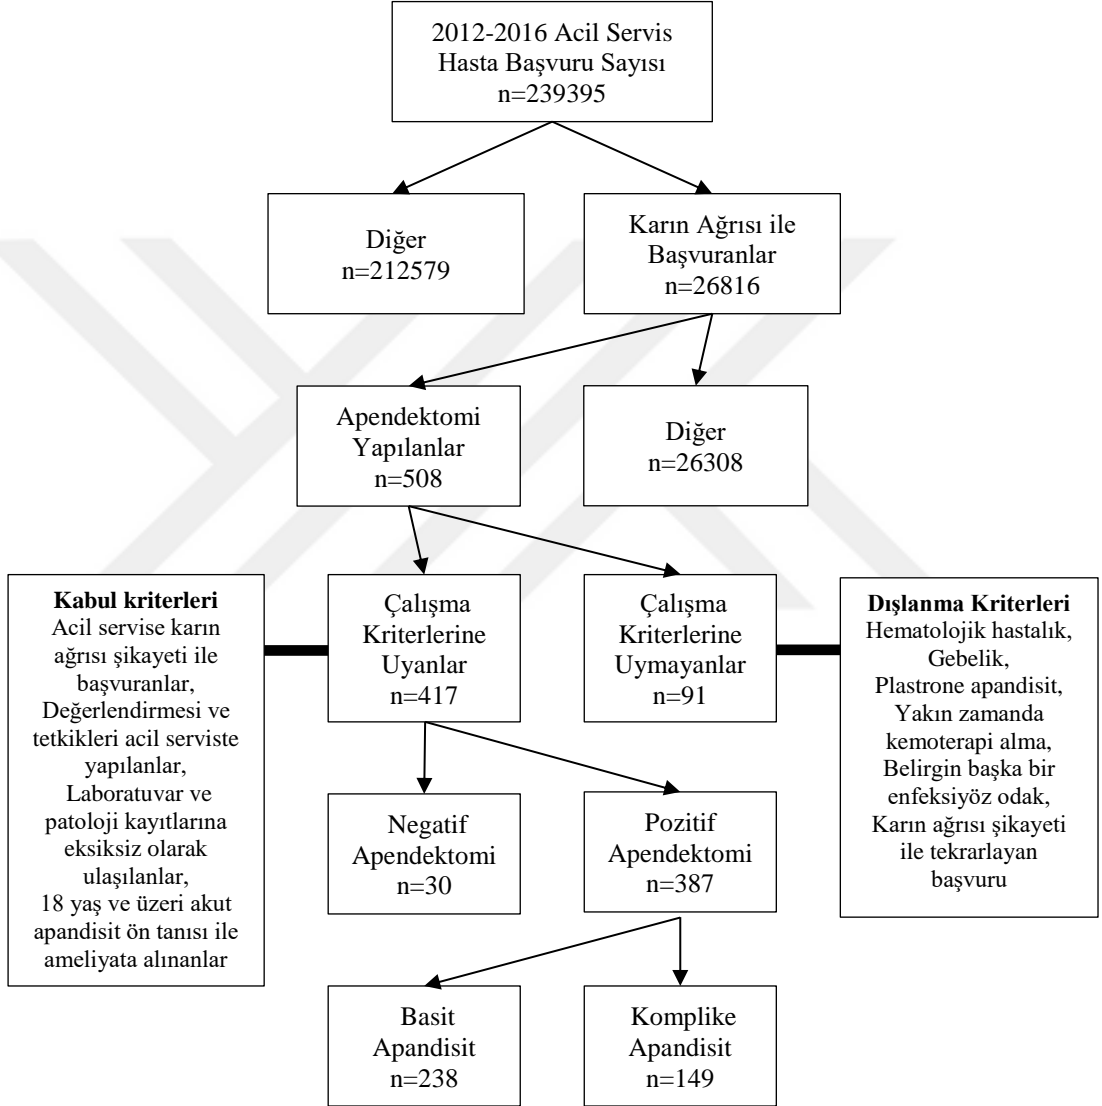 2012-2016 Acil Servis
Hasta Başvuru Sayısı
n=239395
Diğer
n=212579
Karın Ağrısı ile
Başvuranlar
n=26816
Apendektomi
Yapılanlar
n=508
Diğer
n=26308
Kabul kriterleri
Acil servise karın
ağrısı şikayeti ile
başvuranlar,
Değerlendirmesi ve
tetkikleri acil serviste
yapılanlar,
Laboratuvar ve
patoloji kayıtlarına
eksiksiz olarak
ulaşılanlar,
18 yaş ve üzeri akut
apandisit ön tanısı ile
ameliyata alınanlar
Çalışma
Kriterlerine
Uyanlar
n=417
Çalışma
Kriterlerine
Uymayanlar
n=91
Dışlanma Kriterleri
Hematolojik hastalık,
Gebelik,
Plastrone apandisit,
Yakın zamanda
kemoterapi alma,
Belirgin başka bir
enfeksiyöz odak,
Karın ağrısı şikayeti
ile tekrarlayan
başvuru
Negatif
Apendektomi
n=30
Pozitif
Apendektomi
n=387
Basit
Apandisit
n=238
Komplike
Apandisit
n=149